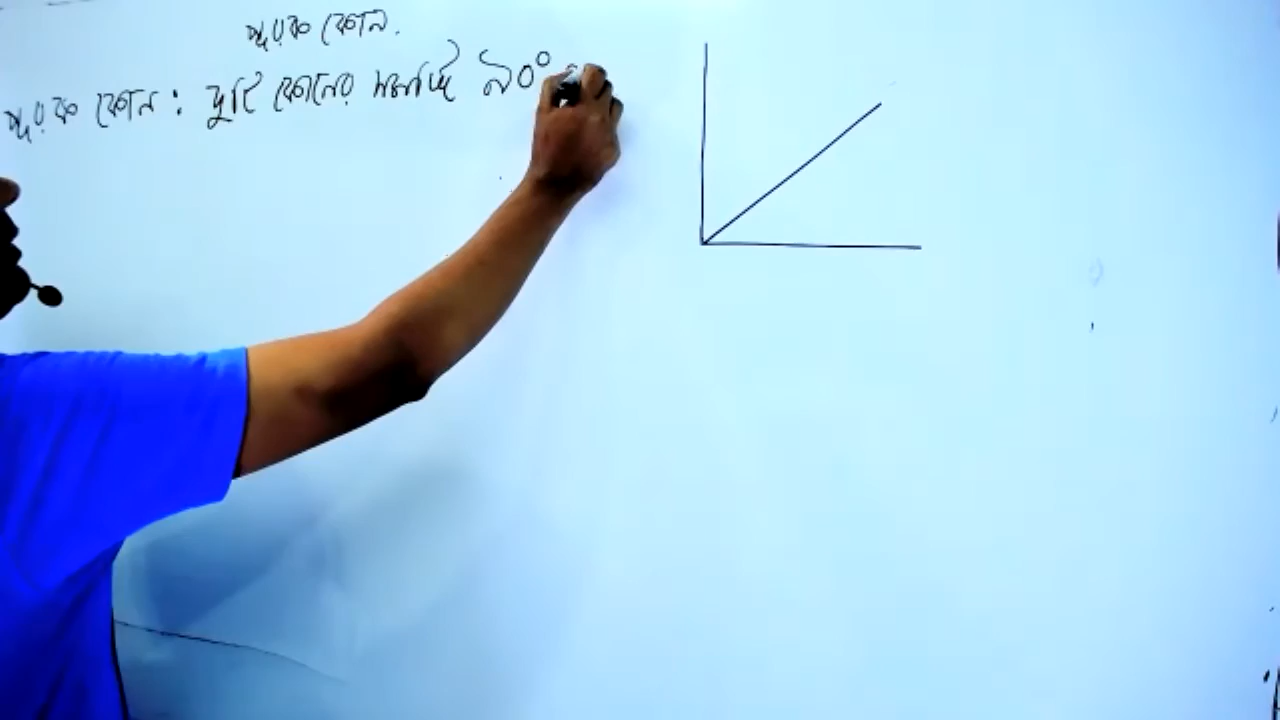 পূরক কোন.
পূরক কোন : দুটি কোনের সমষ্টি ৯০°